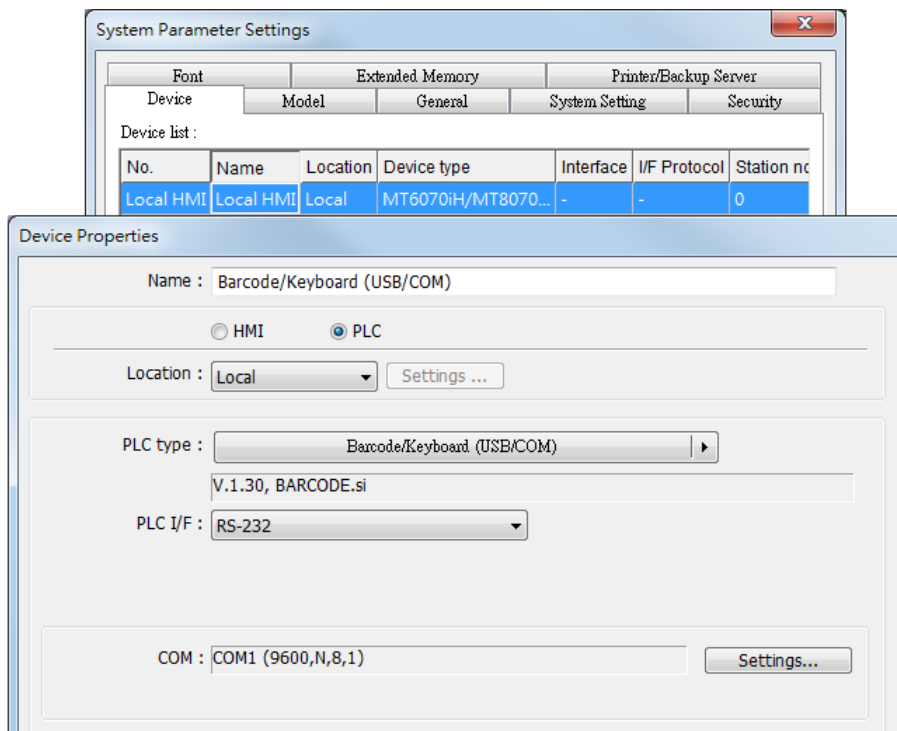 System Parameter Settings
Font Extended Memory Printer/Backup Server
Device Model General System Setting Security
Device list :
No. Name Location Device type Interface I/F Protocol Station no
Local HMI Local HMI Local MT6070iH/MT8070... - - 0
Device Properties
Name : Barcode/Keyboard (USB/COM)
HMI PLC
Location : Local Settings ...
PLC type : Barcode/Keyboard (USB/COM)
V.1.30, BARCODE.si
PLC I/F : RS-232
COM : COM1 (9600,N,8,1) Settings...